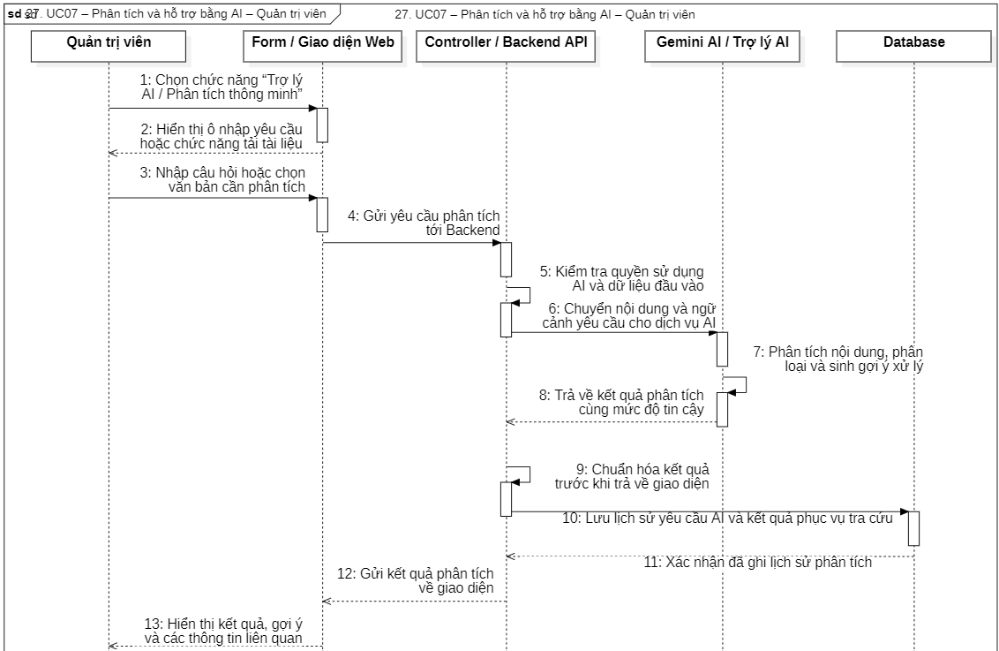 sd 27. UC07 – Phân tích và hỗ trợ bằng AI – Quản trị viên
27. UC07 – Phân tích và hỗ trợ bằng AI – Quản trị viên
Quản trị viên
Form / Giao diện Web
Controller / Backend API
Gemini AI / Trợ lý AI
Database
1: Chọn chức năng “Trợ lý
AI / Phân tích thông minh”
2: Hiển thị ô nhập yêu cầu
hoặc chức năng tải tài liệu
3: Nhập câu hỏi hoặc chọn
văn bản cần phân tích
4: Gửi yêu cầu phân tích
tới Backend
5: Kiểm tra quyền sử dụng
AI và dữ liệu đầu vào
6: Chuyển nội dung và ngữ
cảnh yêu cầu cho dịch vụ AI
7: Phân tích nội dung, phân
loại và sinh gợi ý xử lý
8: Trả về kết quả phân tích
cùng mức độ tin cậy
9: Chuẩn hóa kết quả
trước khi trả về giao diện
10: Lưu lịch sử yêu cầu AI và kết quả phục vụ tra cứu
11: Xác nhận đã ghi lịch sử phân tích
12: Gửi kết quả phân tích
về giao diện
13: Hiển thị kết quả, gợi ý
và các thông tin liên quan